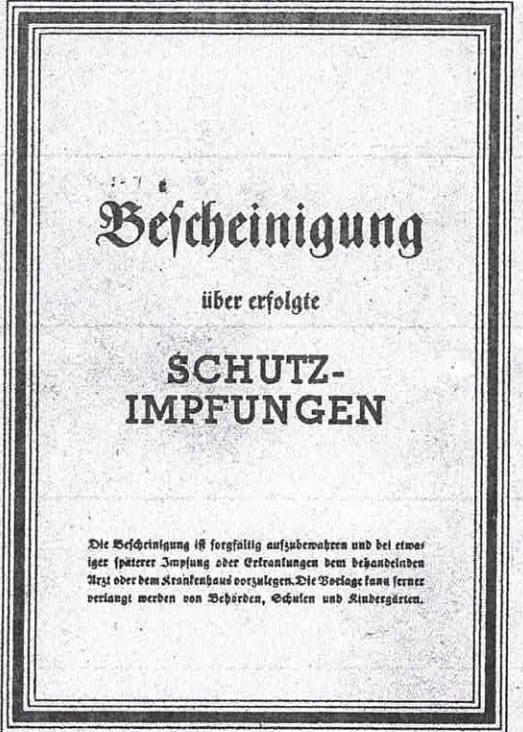 Bescheinigung
über erfolgte
SCHUTZ-
IMPFUNGEN
Die Bescheinigung ist sorgfältig aufzubewahren und bei etwa-
iger späterer Impfung oder Erkrankungen dem behandelnden
Arzt oder dem Krankenhaus vorzulegen. Die Vorlage kann ferner
verlangt werden von Behörden, Schulen und Kindergärten.